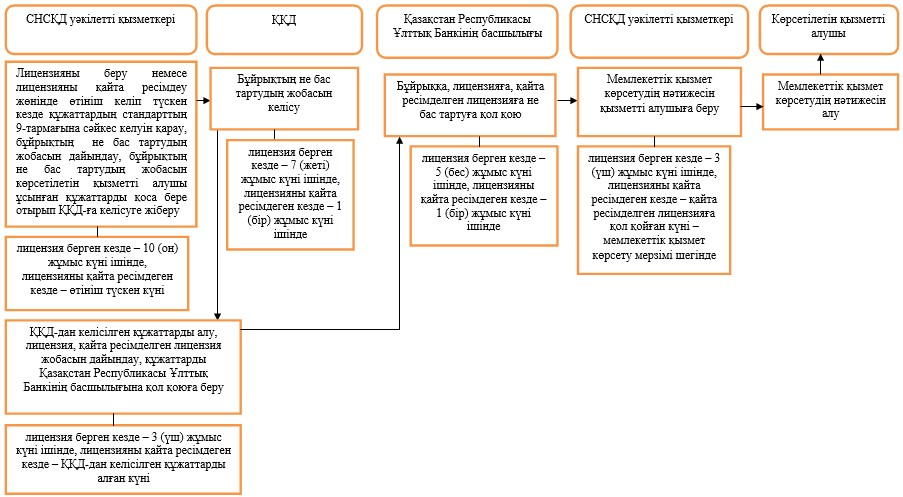 СНСҚД уәкілетті қызметкері
ҚҚД
Қазақстан Республикасы
Ұлттық Банкінің басшылығы
СНСҚД уәкілетті қызметкері
Көрсетілетін қызметті
алушы
Лицензияны беру немесе
лицензияны қайта ресімдеу
жөнінде өтініш келіп түскен
кезде құжаттардың стандарттың
9-тармағына сәйкес келуін қарау,
бұйрықтың не бас тартудың
жобасын дайындау, бұйрықтың
не бас тартудың жобасын
көрсетілетін қызметті алушы
ұсынған құжаттарды қоса бере
отырып ҚҚД-ға келісуге жіберу
лицензия берген кезде – 10 (он)
жұмыс күні ішінде,
лицензияны қайта ресімдеген
кезде – өтініш түскен күні
Бұйрықтың не бас
тартудың жобасын
келісу
лицензия берген
кезде – 7 (жеті)
жұмыс күні ішінде,
лицензияны қайта
ресімдеген кезде – 1
(бір) жұмыс күні
ішінде
Бұйрыққа, лицензияға, қайта
ресімделген лицензияға не
бас тартуға қол қою
лицензия берген кезде –
5 (бес) жұмыс күні
ішінде, лицензияны
қайта ресімдеген кезде –
1 (бір) жұмыс күні
ішінде
Мемлекеттік қызмет
көрсетудің нәтижесін
қызметті алушыға беру
лицензия берген кезде – 3
(үш) жұмыс күні ішінде,
лицензияны қайта
ресімдеген кезде – қайта
ресімделген лицензияға
қол қойған күні –
мемлекеттік қызмет
көрсету мерзімі шегінде
Мемлекеттік қызмет
көрсетудің нәтижесін
алу
ҚҚД-дан келісілген құжаттарды алу,
лицензия, қайта ресімделген лицензия
жобасын дайындау, құжаттарды
Қазақстан Республикасы Ұлттық
Банкінің басшылығына қол қоюға беру
лицензия берген кезде – 3 (үш) жұмыс
күні ішінде, лицензияны қайта ресімдеген
кезде – ҚҚД-дан келісілген құжаттарды
алған күні